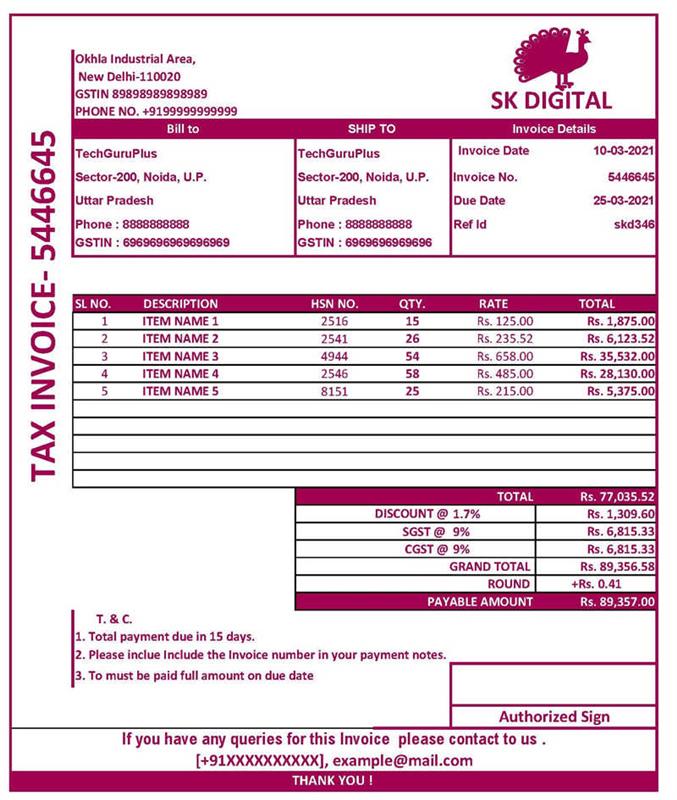 TAX INVOICE- 5446645
Okhla Industrial Area,
New Delhi-110020
GSTIN 89898989898989
PHONE NO. +9199999999999
SK DIGITAL
Bill to SHIP TO Invoice Details
TechGuruPlus TechGuruPlus Invoice Date 10-03-2021
Sector-200, Noida, U.P. Sector-200, Noida, U.P. Invoice No. 5446645
Uttar Pradesh Uttar Pradesh Due Date 25-03-2021
Phone : 8888888888 Phone : 8888888888 Ref Id skd346
GSTIN : 6969696969696969 GSTIN : 6969696969696
SL NO. DESCRIPTION HSN NO. QTY. RATE TOTAL
1 ITEM NAME 1 2516 15 Rs. 125.00 Rs. 1,875.00
2 ITEM NAME 2 2541 26 Rs. 235.52 Rs. 6,123.52
3 ITEM NAME 3 4944 54 Rs. 658.00 Rs. 35,532.00
4 ITEM NAME 4 2546 58 Rs. 485.00 Rs. 28,130.00
5 ITEM NAME 5 8151 25 Rs. 215.00 Rs. 5,375.00
TOTAL Rs. 77,035.52
DISCOUNT @ 1.7% Rs. 1,309.60
SGST @ 9% Rs. 6,815.33
CGST @ 9% Rs. 6,815.33
GRAND TOTAL Rs. 89,356.58
ROUND +Rs. 0.41
PAYABLE AMOUNT Rs. 89,357.00
T. & C.
1. Total payment due in 15 days.
2. Please inclue Include the Invoice number in your payment notes.
3. To must be paid full amount on due date
Authorized Sign
If you have any queries for this Invoice please contact to us .
[+91XXXXXXXXXX], example@mail.com
THANK YOU !